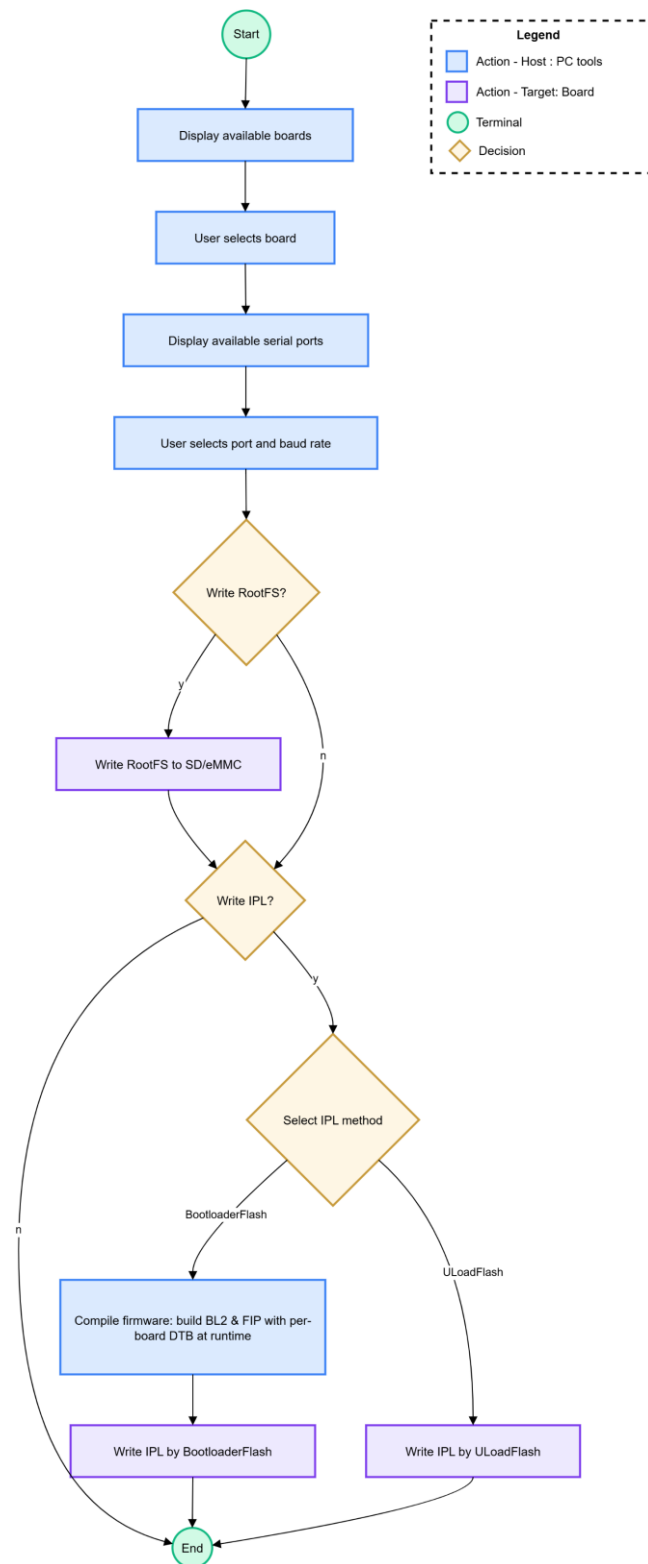 Start
Legend
Action - Host : PC tools
Action - Target: Board
Terminal
Decision
Display available boards
User selects board
Display available serial ports
User selects port and baud rate
Write RootFS?
y
n
Write RootFS to SD/eMMC
Write IPL?
y
n
Select IPL method
BootloaderFlash
ULoadFlash
Compile firmware: build BL2 & FIP with per-
board DTB at runtime
Write IPL by BootloaderFlash
Write IPL by ULoadFlash
End